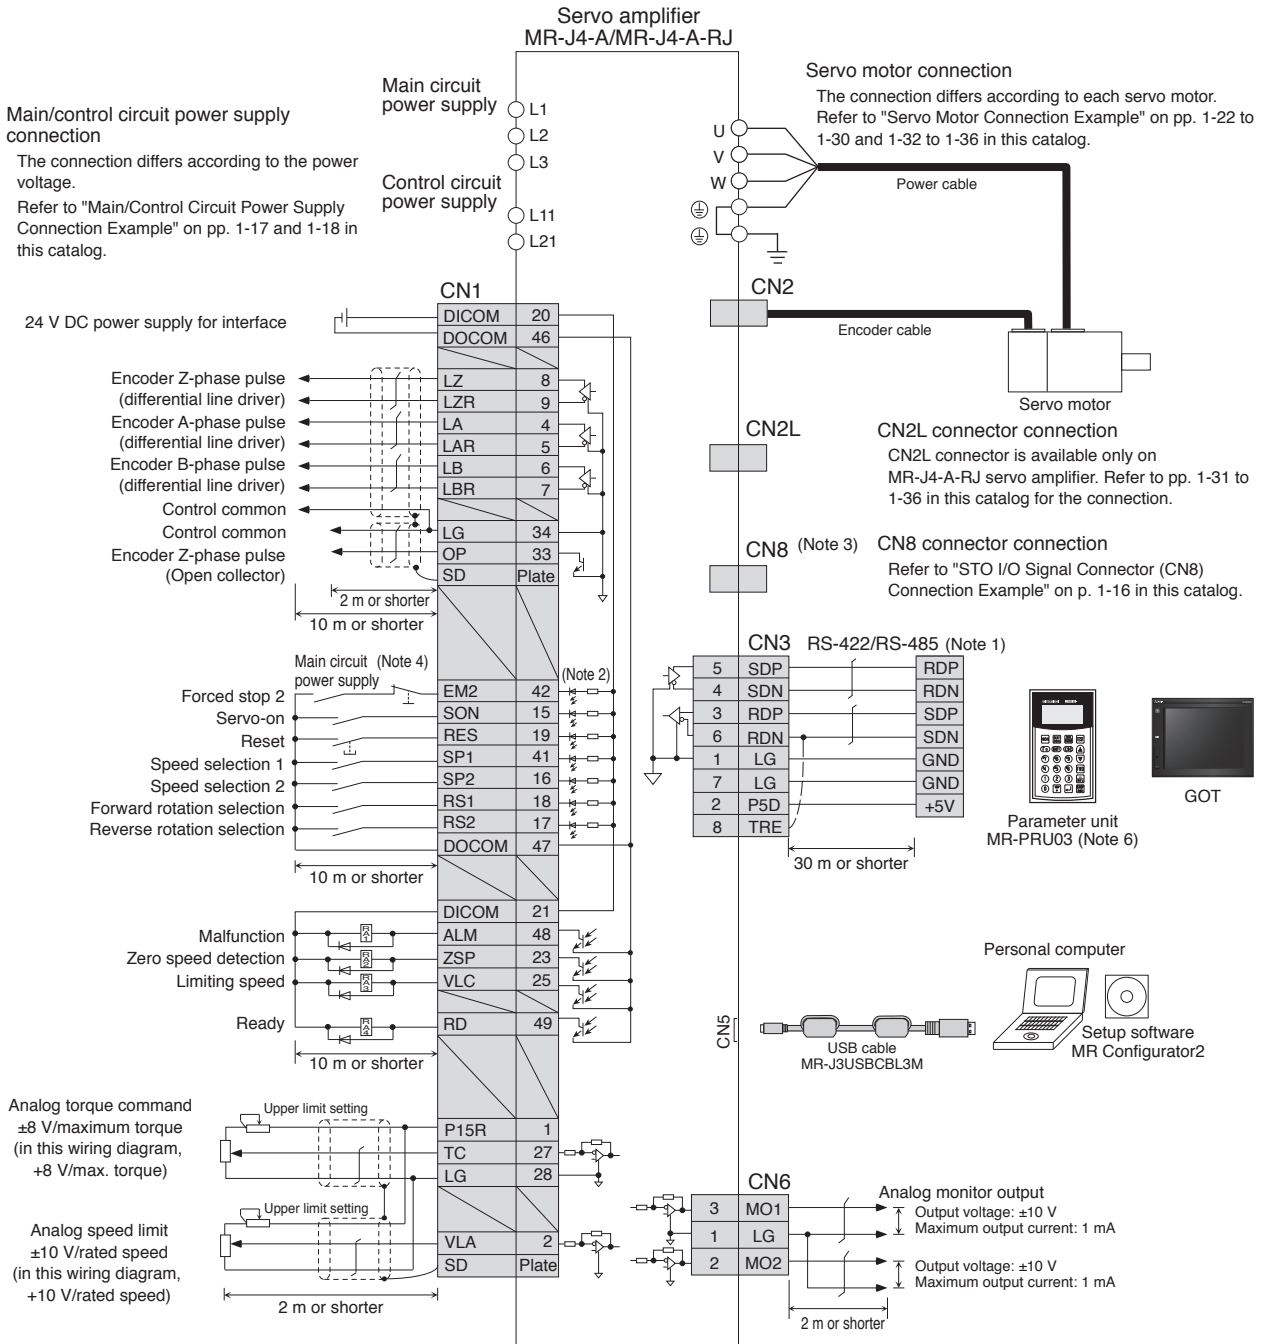 Servo amplifier
MR-J4-A/MR-J4-A-RJ
Main/control circuit power supply
connection
The connection differs according to the power
voltage.
Refer to "Main/Control Circuit Power Supply
Connection Example" on pp. 1-17 and 1-18 in
this catalog.
Main circuit
power supply
L1
L2
L3
Control circuit
power supply
L11
L21
Servo motor connection
The connection differs according to each servo motor.
Refer to "Servo Motor Connection Example" on pp. 1-22 to
1-30 and 1-32 to 1-36 in this catalog.
U
V
W
Power cable
CN2
Encoder cable
Servo motor
CN2L
CN2L connector connection
CN2L connector is available only on
MR-J4-A-RJ servo amplifier. Refer to pp. 1-31 to
1-36 in this catalog for the connection.
CN8 (Note 3)
CN8 connector connection
Refer to "STO I/O Signal Connector (CN8)
Connection Example" on p. 1-16 in this catalog.
CN1
24 V DC power supply for interface
DICOM 20
DOCOM 46
Encoder Z-phase pulse
(differential line driver)
LZ 8
LZR 9
Encoder A-phase pulse
(differential line driver)
LA 4
LAR 5
Encoder B-phase pulse
(differential line driver)
LB 6
LBR 7
Control common
Control common
LG 34
Encoder Z-phase pulse
(Open collector)
OP 33
SD Plate
2 m or shorter
10 m or shorter
Main circuit
power supply
(Note 4)
(Note 2)
Forced stop 2 EM2 42
Servo-on SON 15
Reset RES 19
Speed selection 1 SP1 41
Speed selection 2 SP2 16
Forward rotation selection RS1 18
Reverse rotation selection RS2 17
DOCOM 47
10 m or shorter
DICOM 21
Malfunction RA1 ALM 48
Zero speed detection RA2 ZSP 23
Limiting speed RA3 VLC 25
Ready RA4 RD 49
10 m or shorter
Analog torque command
±8 V/maximum torque
(in this wiring diagram,
+8 V/max. torque)
Upper limit setting
P15R 1
TC 27
LG 28
Analog speed limit
±10 V/rated speed
(in this wiring diagram,
+10 V/rated speed)
Upper limit setting
VLA 2
SD Plate
2 m or shorter
CN3 RS-422/RS-485 (Note 1)
5 SDP RDP
4 SDN RDN
3 RDP SDP
6 RDN SDN
1 LG GND
7 LG GND
2 P5D +5V
8 TRE
30 m or shorter
Parameter unit
MR-PRU03 (Note 6)
GOT
CN5
USB cable
MR-J3USBCBL3M
Personal computer
Setup software
MR Configurator2
CN6
3 MO1
1 LG
2 MO2
Analog monitor output
Output voltage: ±10 V
Maximum output current: 1 mA
Output voltage: ±10 V
Maximum output current: 1 mA
2 m or shorter